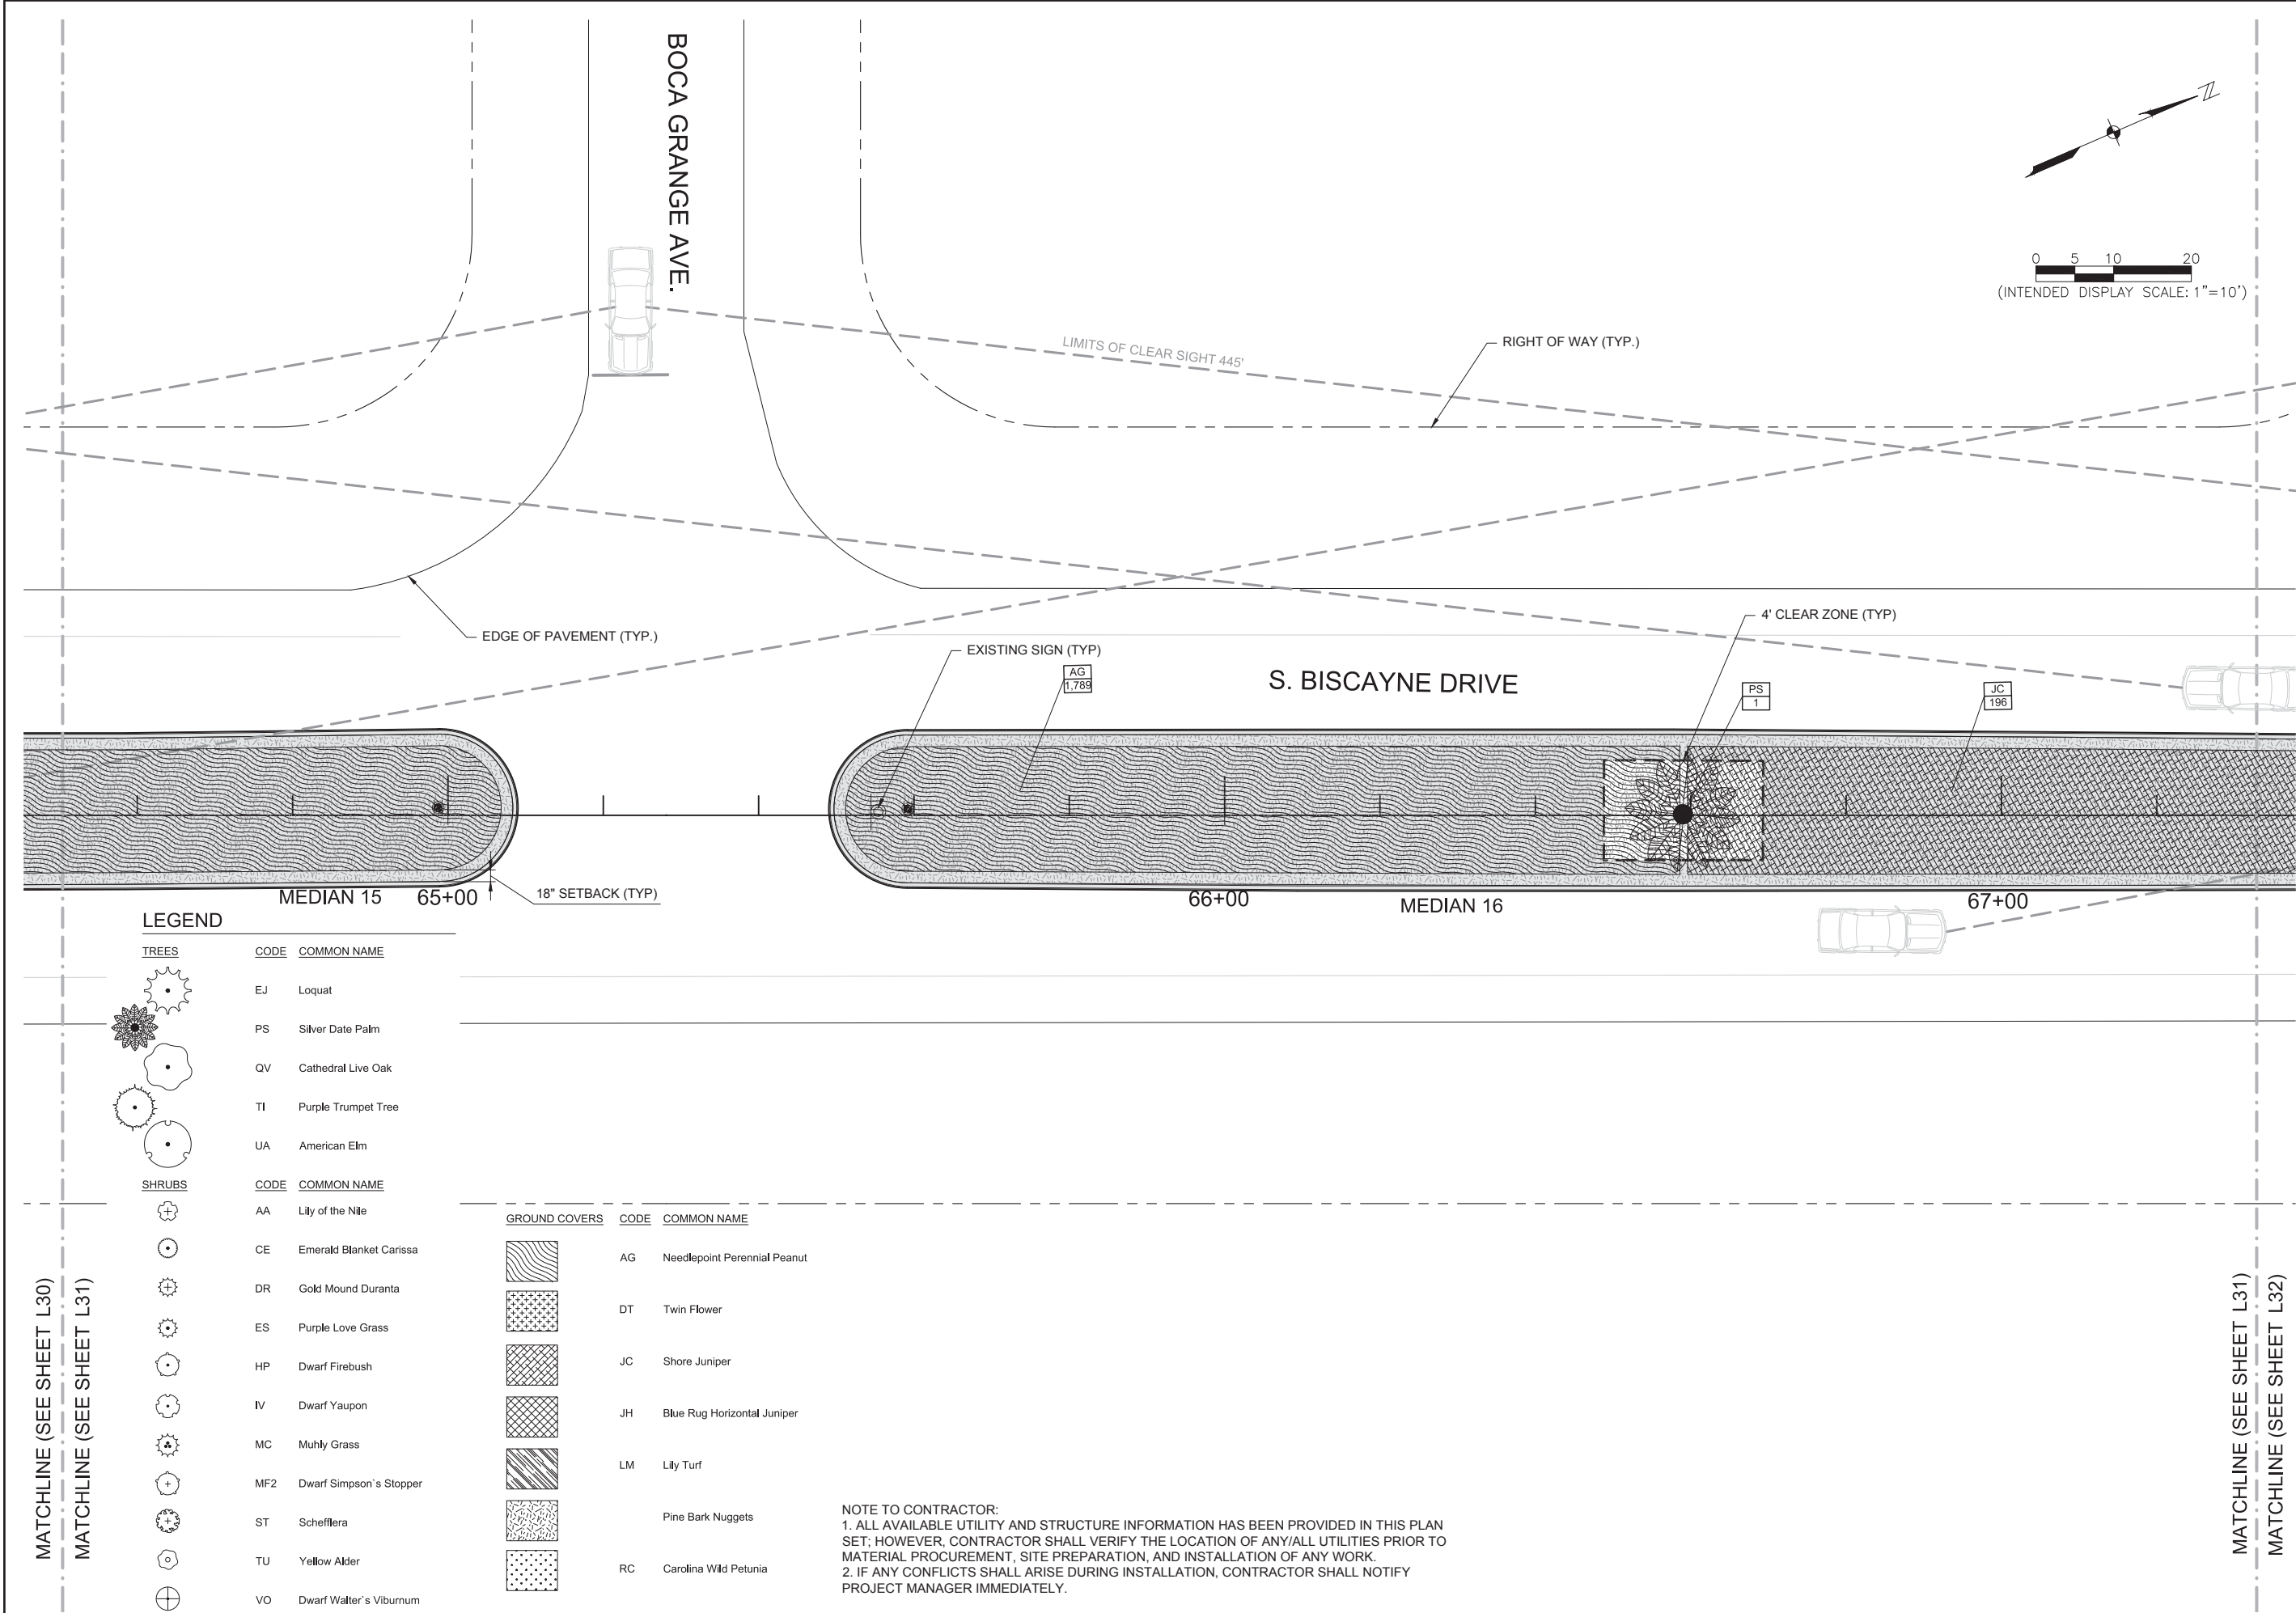 BOCA GRANGE AVE.
N
0 5 10 20
(INTENDED DISPLAY SCALE: 1"=10')
LIMITS OF CLEAR SIGHT 445'
RIGHT OF WAY (TYP.)
EDGE OF PAVEMENT (TYP.)
4' CLEAR ZONE (TYP)
EXISTING SIGN (TYP)
AG
1,789
S. BISCAYNE DRIVE
PS
1
JC
196
18" SETBACK (TYP)
MEDIAN 15 65+00
66+00
MEDIAN 16
67+00
LEGEND
TREES CODE COMMON NAME
EJ Loquat
PS Silver Date Palm
QV Cathedral Live Oak
TI Purple Trumpet Tree
UA American Elm
SHRUBS CODE COMMON NAME
AA Lily of the Nile
CE Emerald Blanket Carissa
DR Gold Mound Duranta
ES Purple Love Grass
HP Dwarf Firebush
IV Dwarf Yaupon
MC Muhly Grass
MF2 Dwarf Simpson`s Stopper
ST Schefflera
TU Yellow Alder
VO Dwarf Walter`s Viburnum
GROUND COVERS CODE COMMON NAME
AG Needlepoint Perennial Peanut
DT Twin Flower
JC Shore Juniper
JH Blue Rug Horizontal Juniper
LM Lily Turf
Pine Bark Nuggets
RC Carolina Wild Petunia
NOTE TO CONTRACTOR:
1. ALL AVAILABLE UTILITY AND STRUCTURE INFORMATION HAS BEEN PROVIDED IN THIS PLAN
SET; HOWEVER, CONTRACTOR SHALL VERIFY THE LOCATION OF ANY/ALL UTILITIES PRIOR TO
MATERIAL PROCUREMENT, SITE PREPARATION, AND INSTALLATION OF ANY WORK.
2. IF ANY CONFLICTS SHALL ARISE DURING INSTALLATION, CONTRACTOR SHALL NOTIFY
PROJECT MANAGER IMMEDIATELY.
MATCHLINE (SEE SHEET L30)
MATCHLINE (SEE SHEET L31)
MATCHLINE (SEE SHEET L31)
MATCHLINE (SEE SHEET L32)